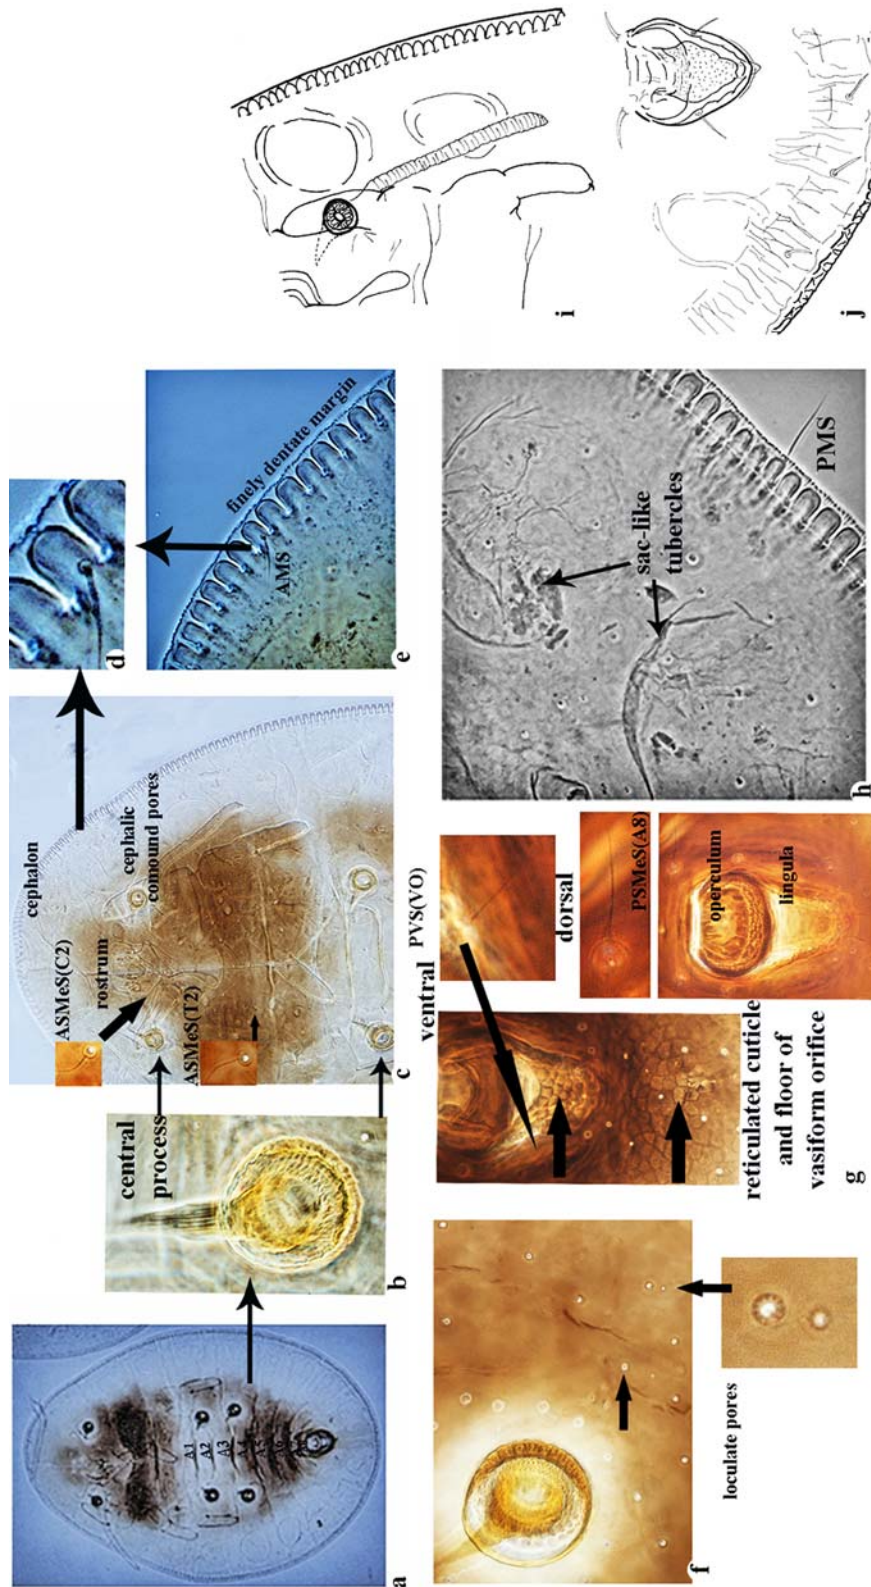 a
A1
A2
A3
A4
A5
A6
b
central
process
c
ASMeS(C2)
cephalon
rostrum
cephalic
comound pores
ASMeS(T2)
d
e
AMS
finely dentate margin
f
loculate pores
g
ventral
PVS(VO)
dorsal
PSMeS(A8)
operculum
lingula
reticulated cuticle
and floor of
vasiform orifice
h
sac-like
tubercles
PMS
i
j